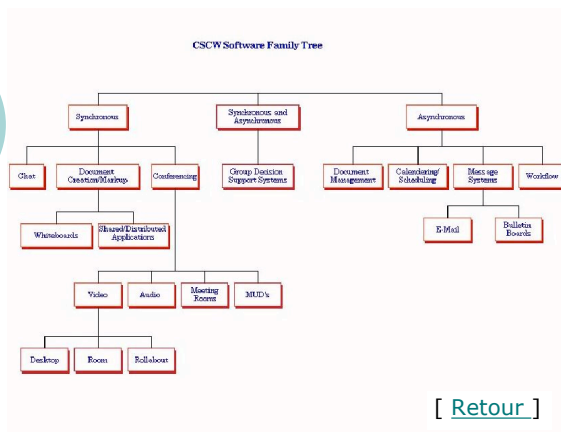 CSCW Software Family Tree
Synchronous
Synchronous and
Asynchronous
Asynchronous
Chat
Document
Creation/Markup
Conferencing
Group Decision
Support Systems
Document
Management
Calendering/
Scheduling
Message
Systems
Workflow
Whiteboards
Shared/Distributed
Applications
E-Mail
Bulletin
Boards
Video
Audio
Meeting
Rooms
MUD's
Desktop
Room
Rollabout
[ Retour ]